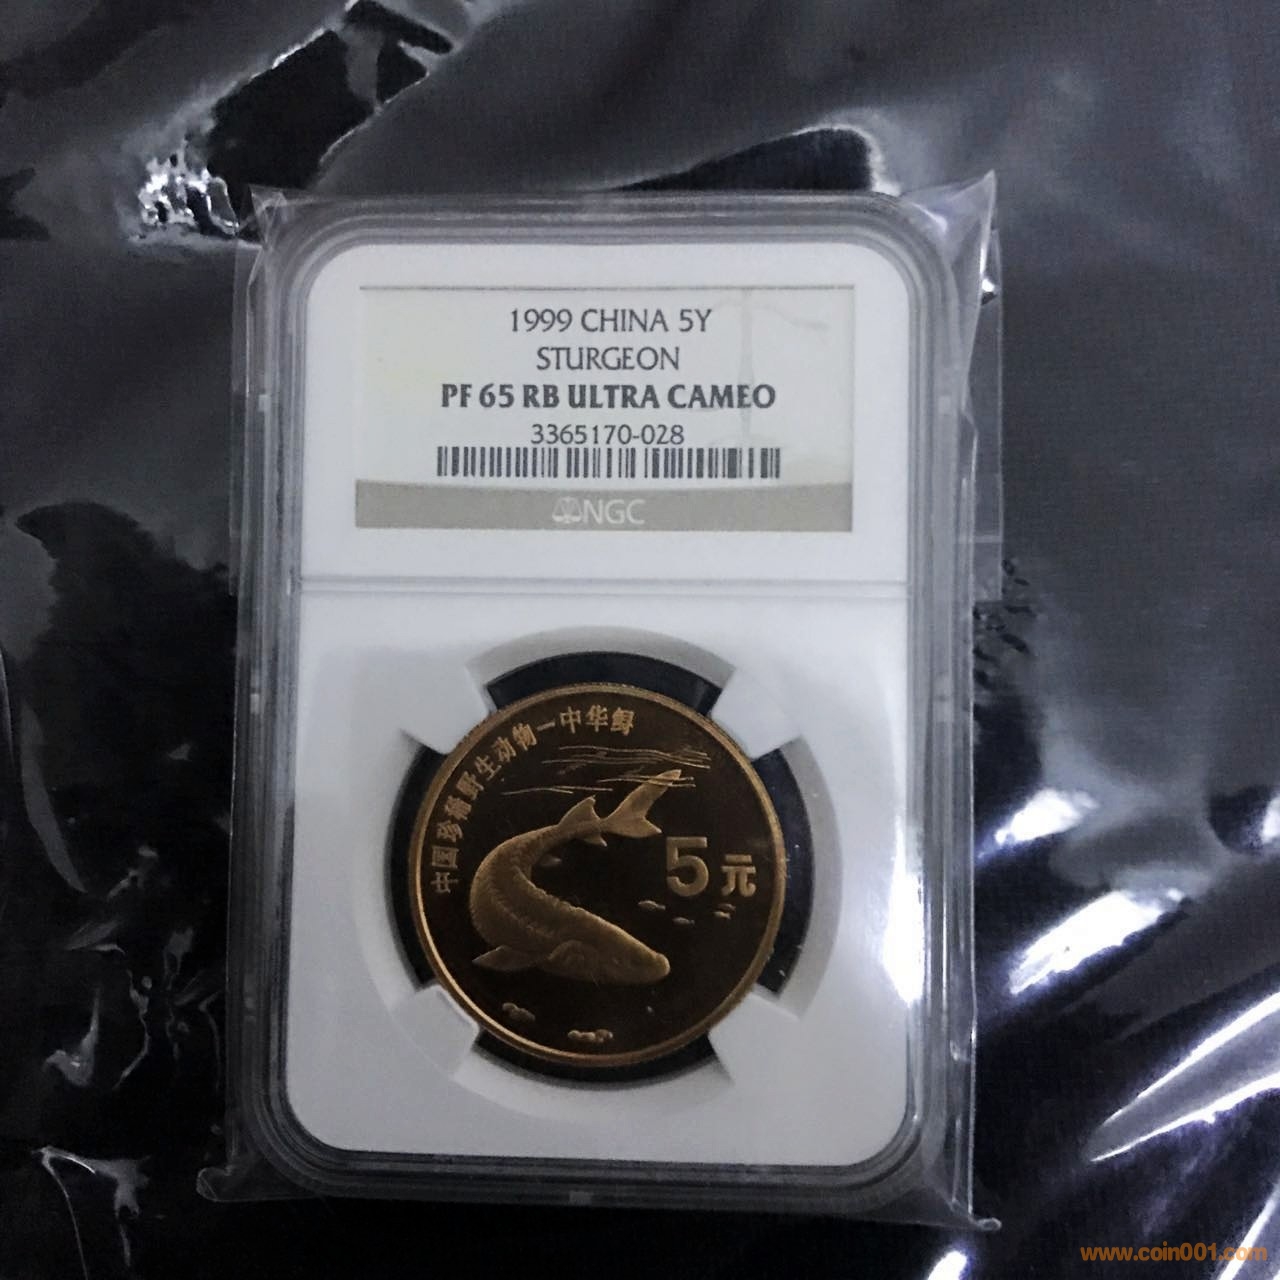 1999 CHINA 5Y
STURGEON
PF 65 RB ULTRA CAMEO
3365170-028
NGC
中国珍稀野生动物—中华鲟
5元
www.coin001.com